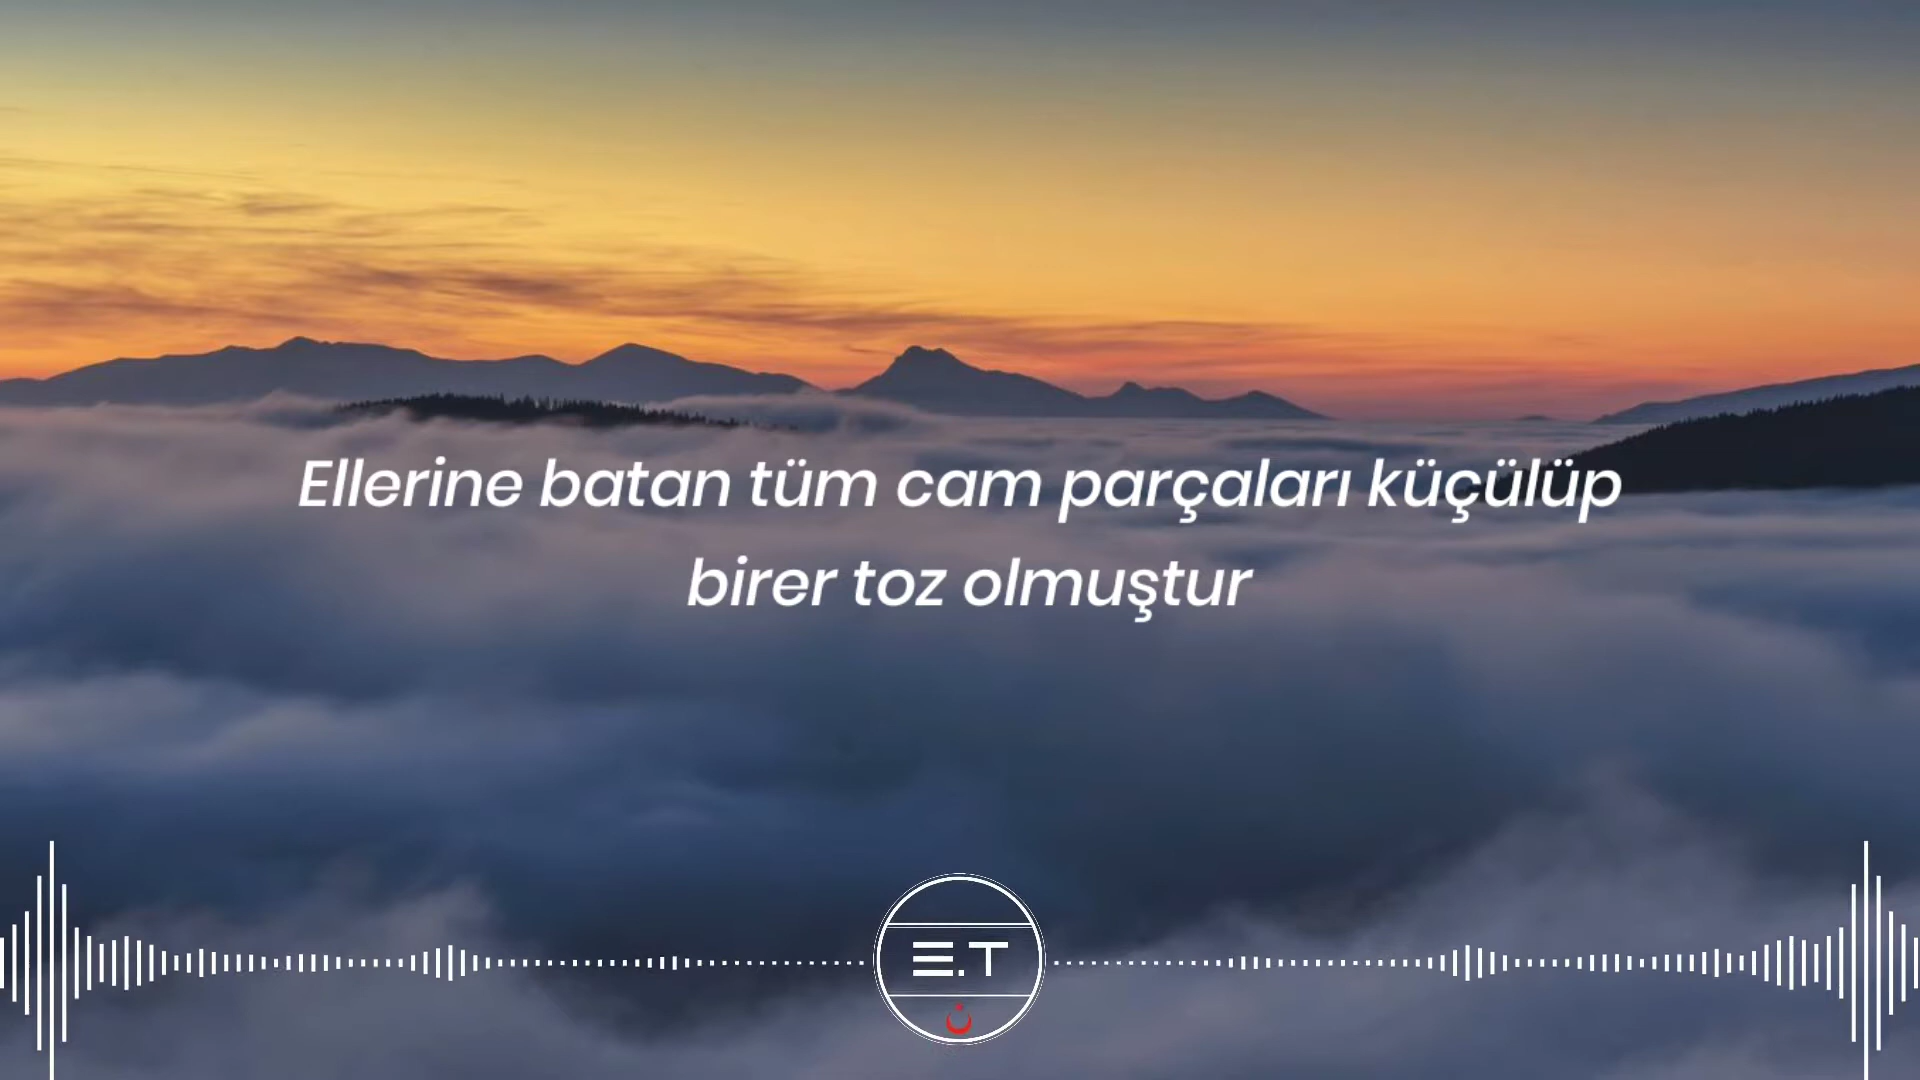 Ellerine batan tüm cam parçaları küçülüp
birer toz olmuştur
E.T
ن